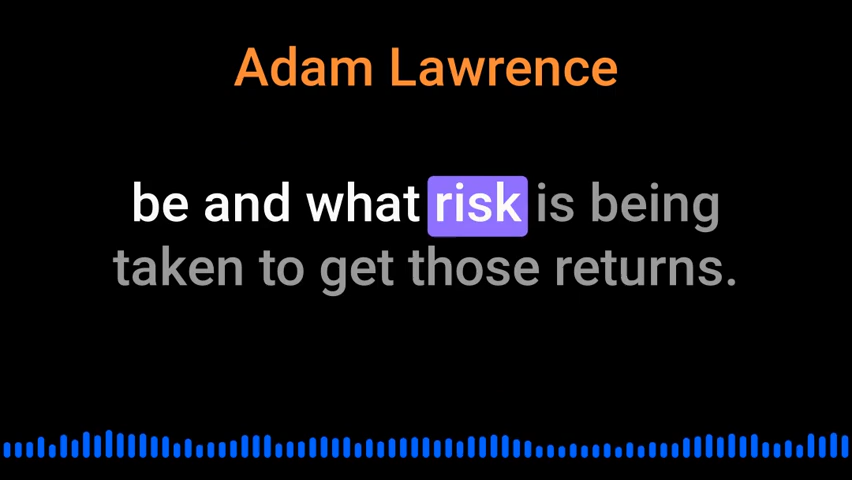 Adam Lawrence
be and what risk is being
taken to get those returns.